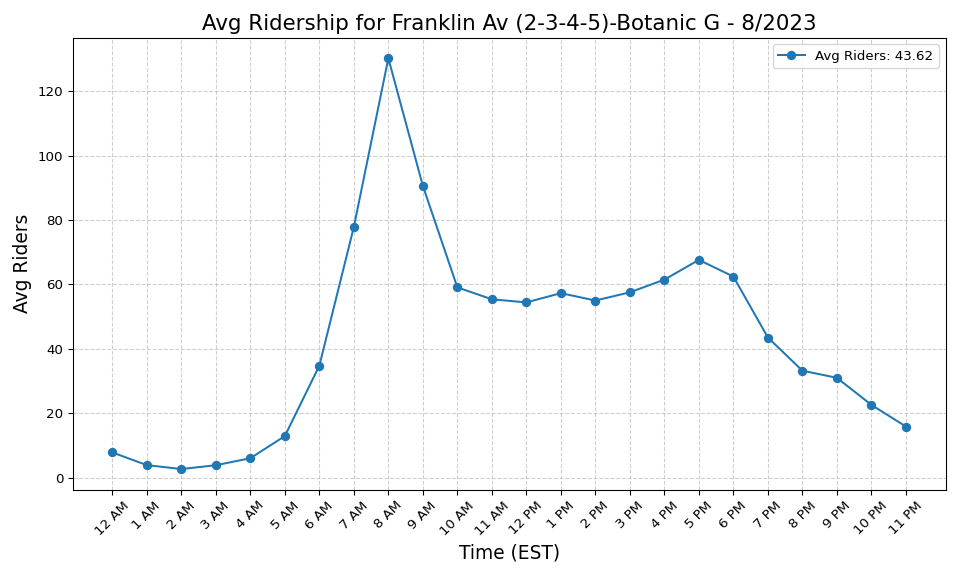 Avg Ridership for Franklin Av (2-3-4-5)-Botanic G - 8/2023
Avg Riders: 43.62
Avg Riders
120
100
80
60
40
20
0
12 AM
1 AM
2 AM
3 AM
4 AM
5 AM
6 AM
7 AM
8 AM
9 AM
10 AM
11 AM
12 PM
1 PM
2 PM
3 PM
4 PM
5 PM
6 PM
7 PM
8 PM
9 PM
10 PM
11 PM
Time (EST)